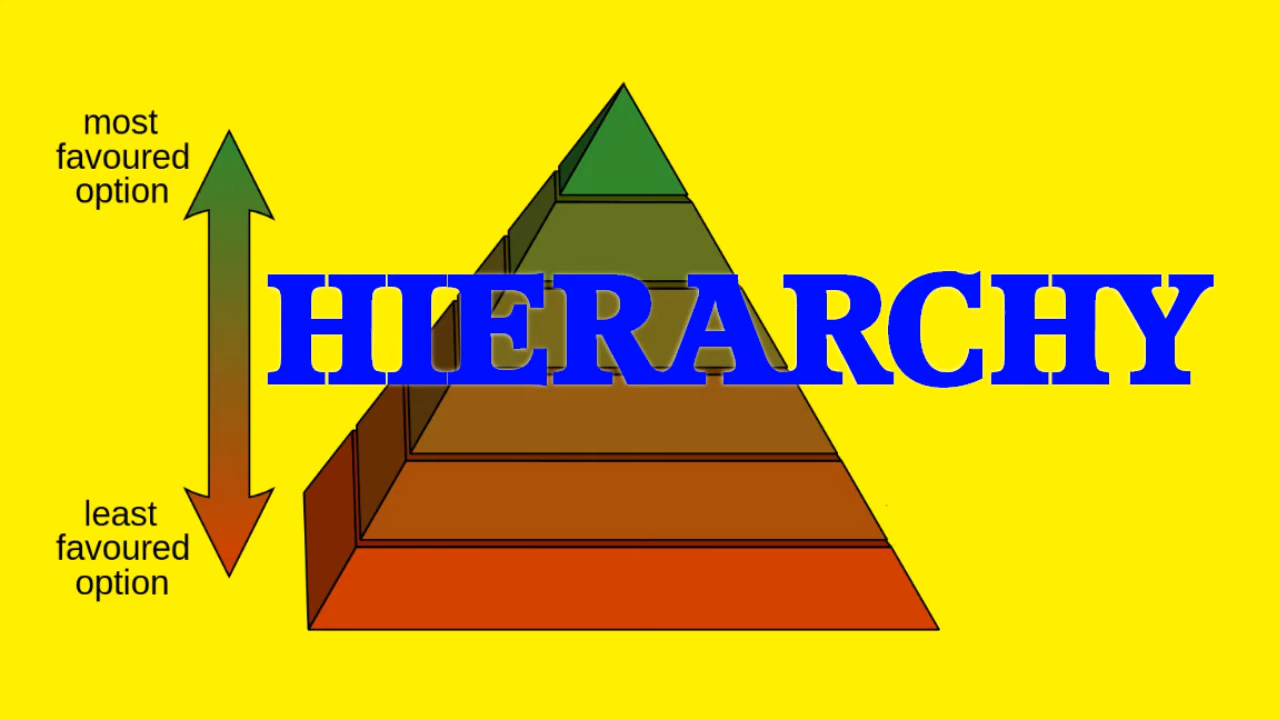 most
favoured
option
HIERARCHY
least
favoured
option